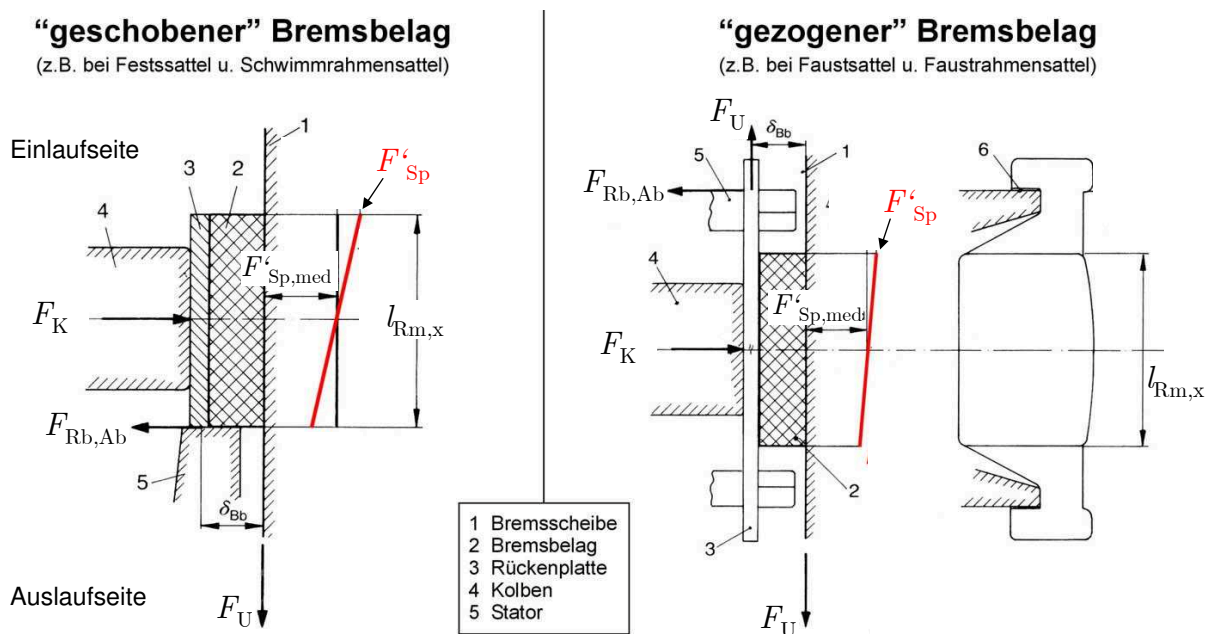 “geschobener” Bremsbelag
(z.B. bei Festssattel u. Schwimmrahmensattel)
Einlaufseite
1
3
2
F‘Sp
4
F‘Sp,med
FK
lRm,x
FRb,Ab
5
δBb
Auslaufseite
FU
“gezogener” Bremsbelag
(z.B. bei Faustsattel u. Faustrahmensattel)
FU
δBb
5
1
6
FRb,Ab
F‘Sp
4
F‘Sp,med
FK
lRm,x
2
3
FU
1 Bremsscheibe
2 Bremsbelag
3 Rückenplatte
4 Kolben
5 Stator